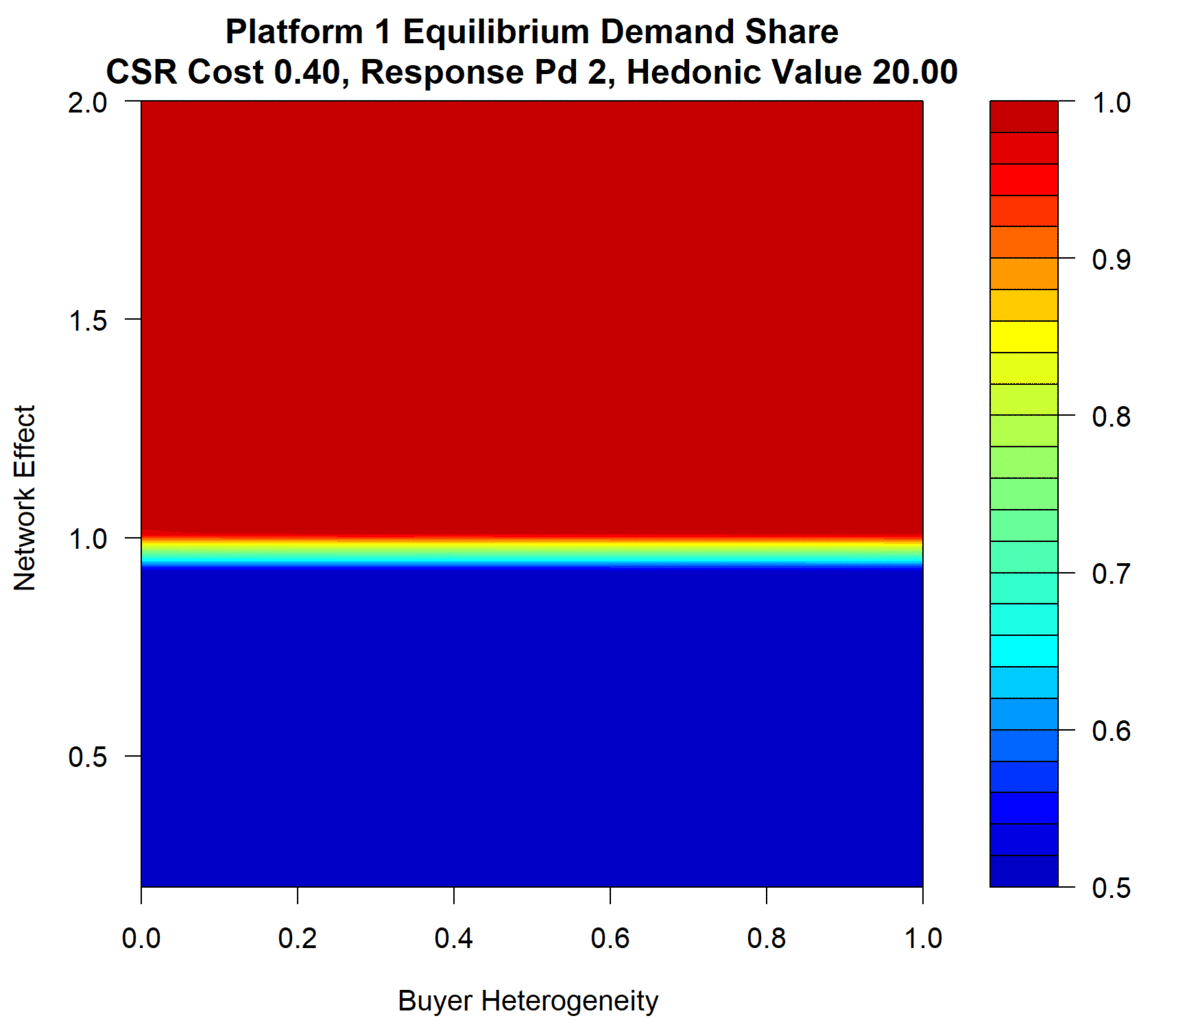 Platform 1 Equilibrium Demand Share
CSR Cost 0.40, Response Pd 2, Hedonic Value 20.00
2.0
1.5
1.0
0.5
Network Effect
0.0 0.2 0.4 0.6 0.8 1.0
Buyer Heterogeneity
1.0
0.9
0.8
0.7
0.6
0.5